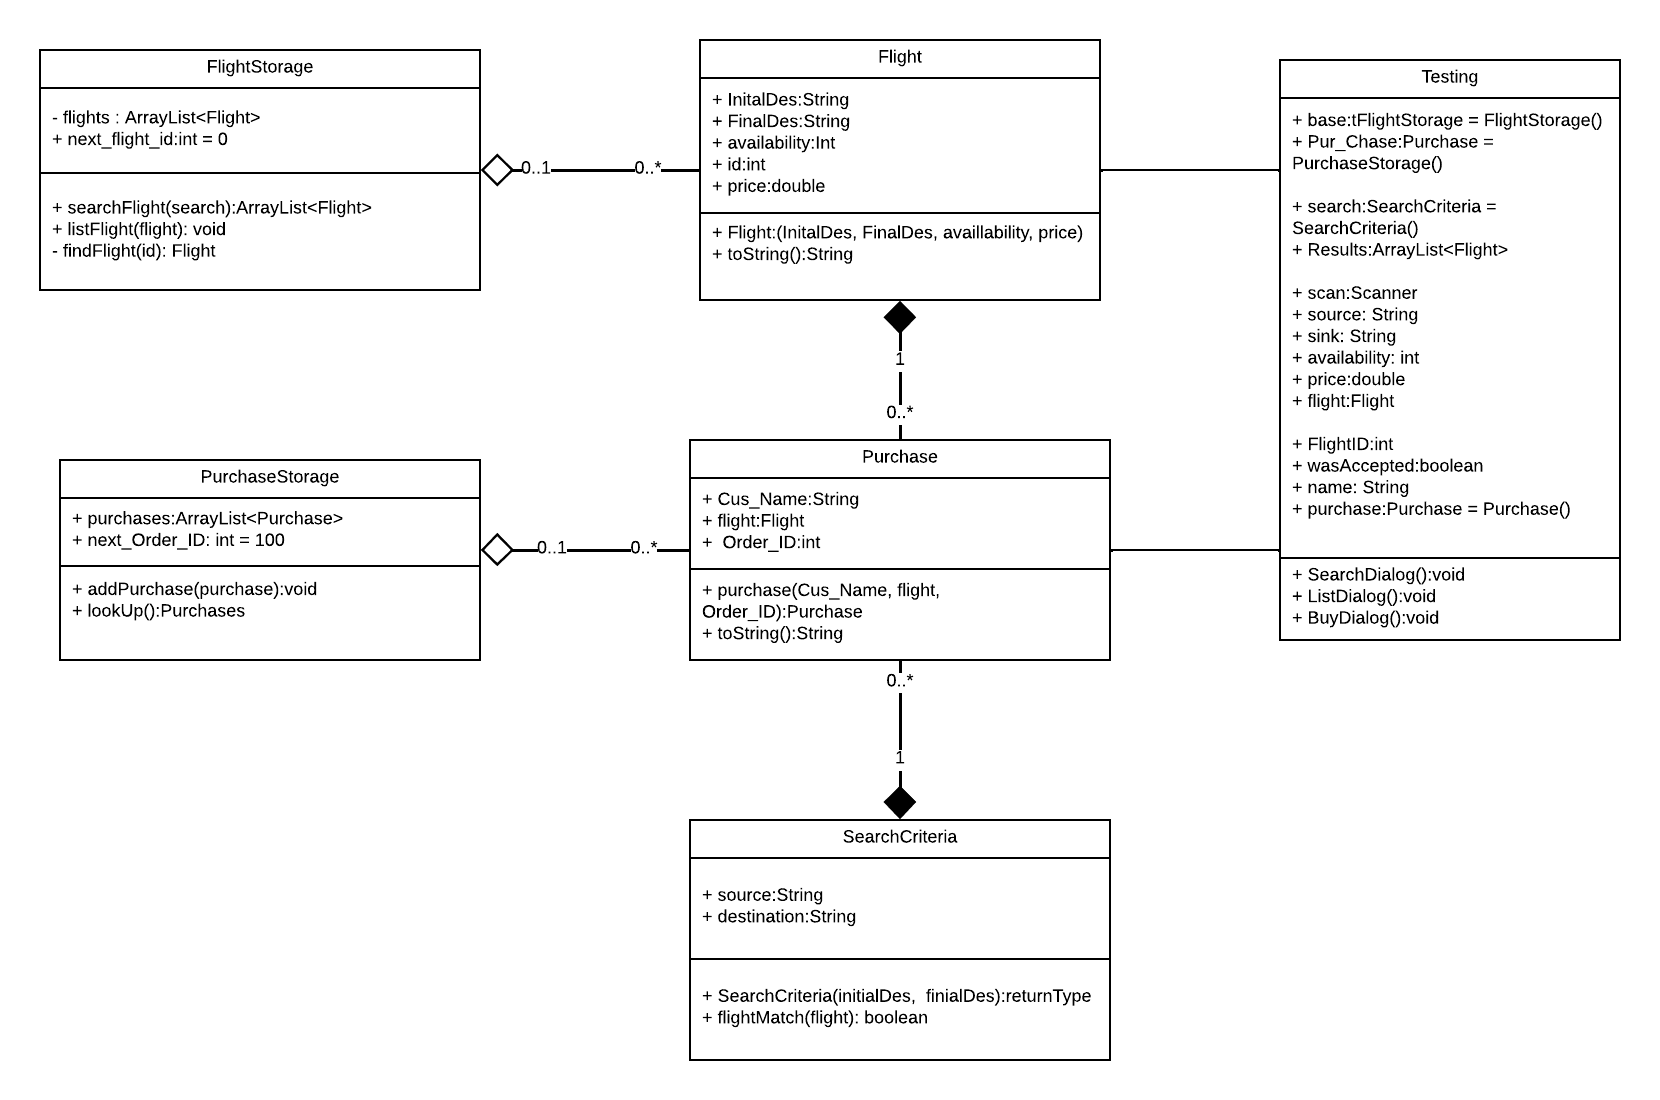 FlightStorage
- flights : ArrayList<Flight>
+ next_flight_id:int = 0
+ searchFlight(search):ArrayList<Flight>
+ listFlight(flight): void
- findFlight(id): Flight
0..1
0..*
Flight
+ InitalDes:String
+ FinalDes:String
+ availability:Int
+ id:int
+ price:double
+ Flight:(InitalDes, FinalDes, availlability, price)
+ toString():String
1
0..*
Testing
+ base:tFlightStorage = FlightStorage()
+ Pur_Chase:Purchase =
PurchaseStorage()
+ search:SearchCriteria =
SearchCriteria()
+ Results:ArrayList<Flight>
+ scan:Scanner
+ source: String
+ sink: String
+ availability: int
+ price:double
+ flight:Flight
+ FlightID:int
+ wasAccepted:boolean
+ name: String
+ purchase:Purchase = Purchase()
+ SearchDialog():void
+ ListDialog():void
+ BuyDialog():void
PurchaseStorage
+ purchases:ArrayList<Purchase>
+ next_Order_ID: int = 100
+ addPurchase(purchase):void
+ lookUp():Purchases
0..1
0..*
Purchase
+ Cus_Name:String
+ flight:Flight
+  Order_ID:int
+ purchase(Cus_Name, flight,
Order_ID):Purchase
+ toString():String
0..*
1
SearchCriteria
+ source:String
+ destination:String
+ SearchCriteria(initialDes,  finialDes):returnType
+ flightMatch(flight): boolean